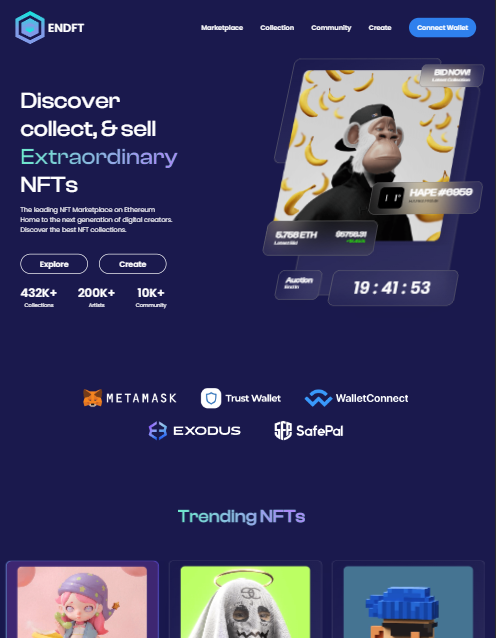 ENDFT
Marketplace
Collection
Community
Create
Connect Wallet
Discover
collect, & sell
Extraordinary
NFTs
The leading NFT Marketplace on Ethereum
Home to the next generation of digital creators.
Discover the best NFT collections.
Explore
Create
432K+
200K+
10K+
Collections
Artists
Community
BID NOW!
Latest Collection
HAPE #6959
5.766 ETH
Latest Bid
Auction
End in
19 : 41 : 53
METAMASK
Trust Wallet
WalletConnect
EXODUS
SafePal
Trending NFTs